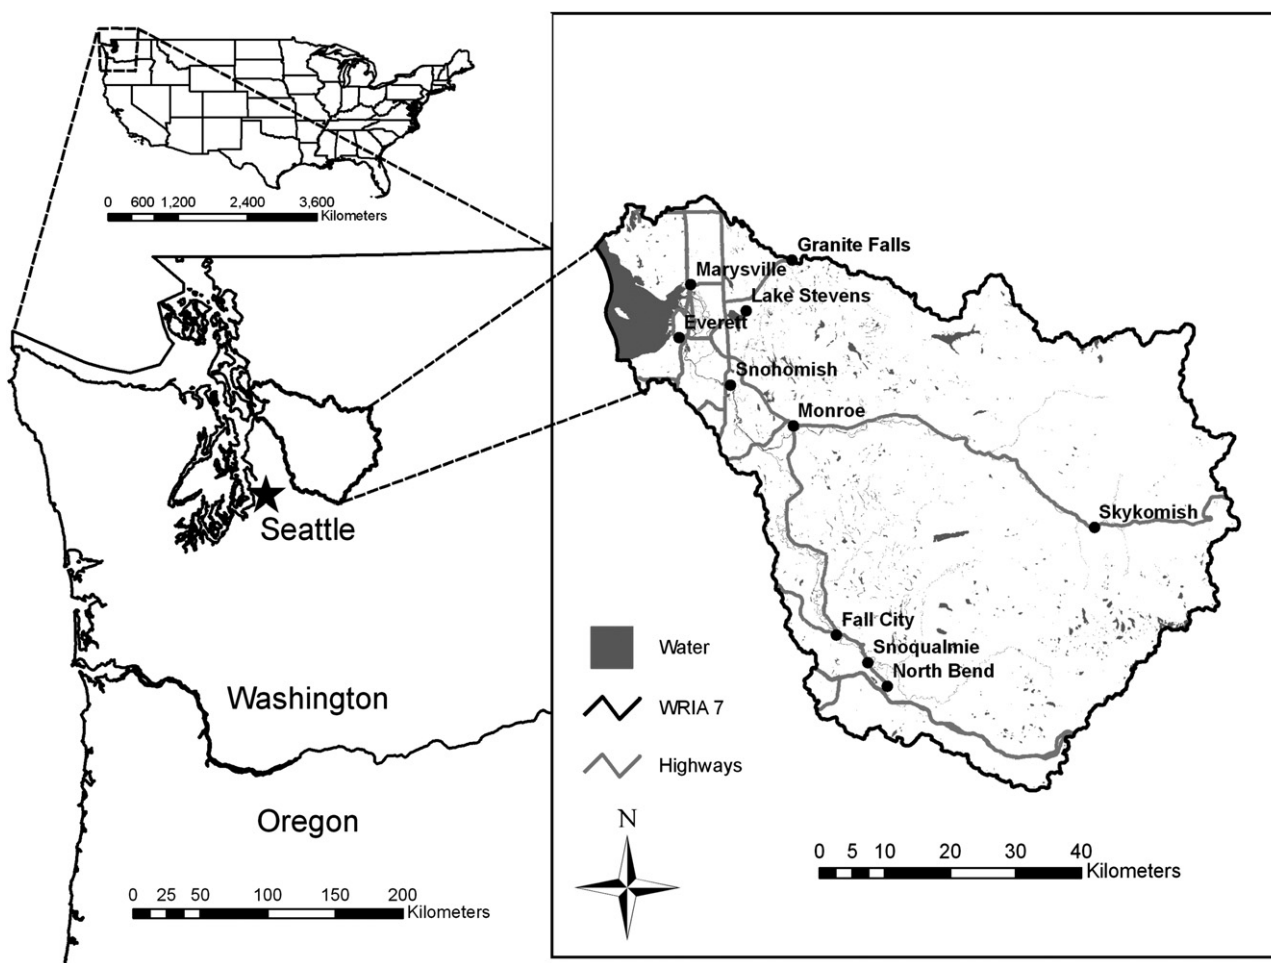 0 600 1,200 2,400 3,600
Kilometers
Seattle
Washington
Oregon
0 25 50 100 150 200
Kilometers
Granite Falls
Marysville
Lake Stevens
Everett
Snohomish
Monroe
Skykomish
Fall City
Snoqualmie
North Bend
Water
WRIA 7
Highways
N
0 5 10 20 30 40
Kilometers